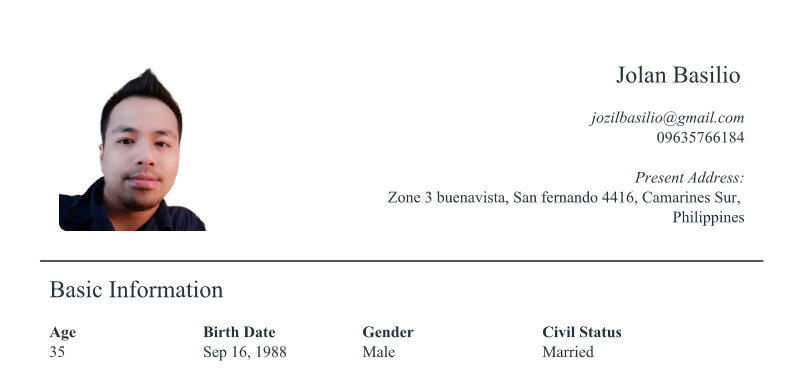 Jolan Basilio
jozilbasilio@gmail.com
09635766184
Present Address:
Zone 3 buenavista, San fernando 4416, Camarines Sur,
Philippines
Basic Information
Age Birth Date Gender Civil Status
35 Sep 16, 1988 Male Married